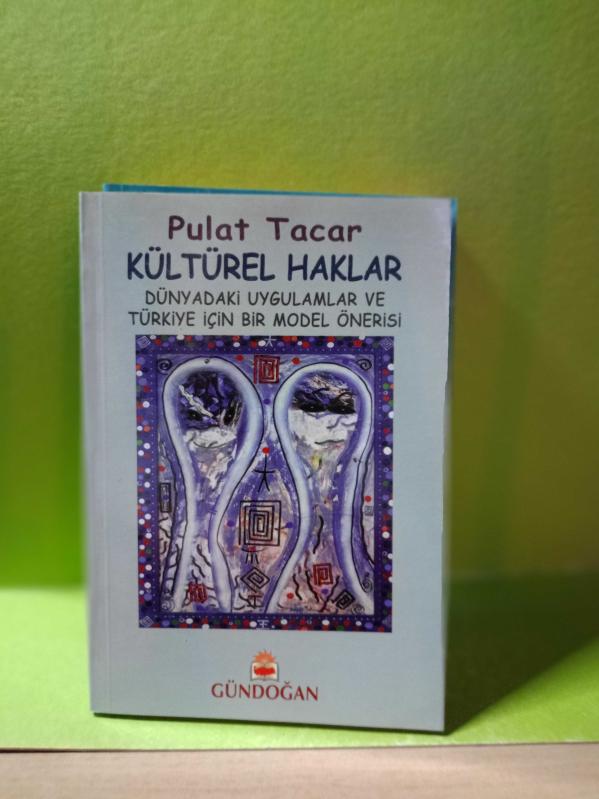 Pulat Tacar
KÜLTÜREL HAKLAR
DÜNYADAKİ UYGULAMLAR VE
TÜRKİYE İÇİN BİR MODEL ÖNERİSİ
GÜNDOĞAN